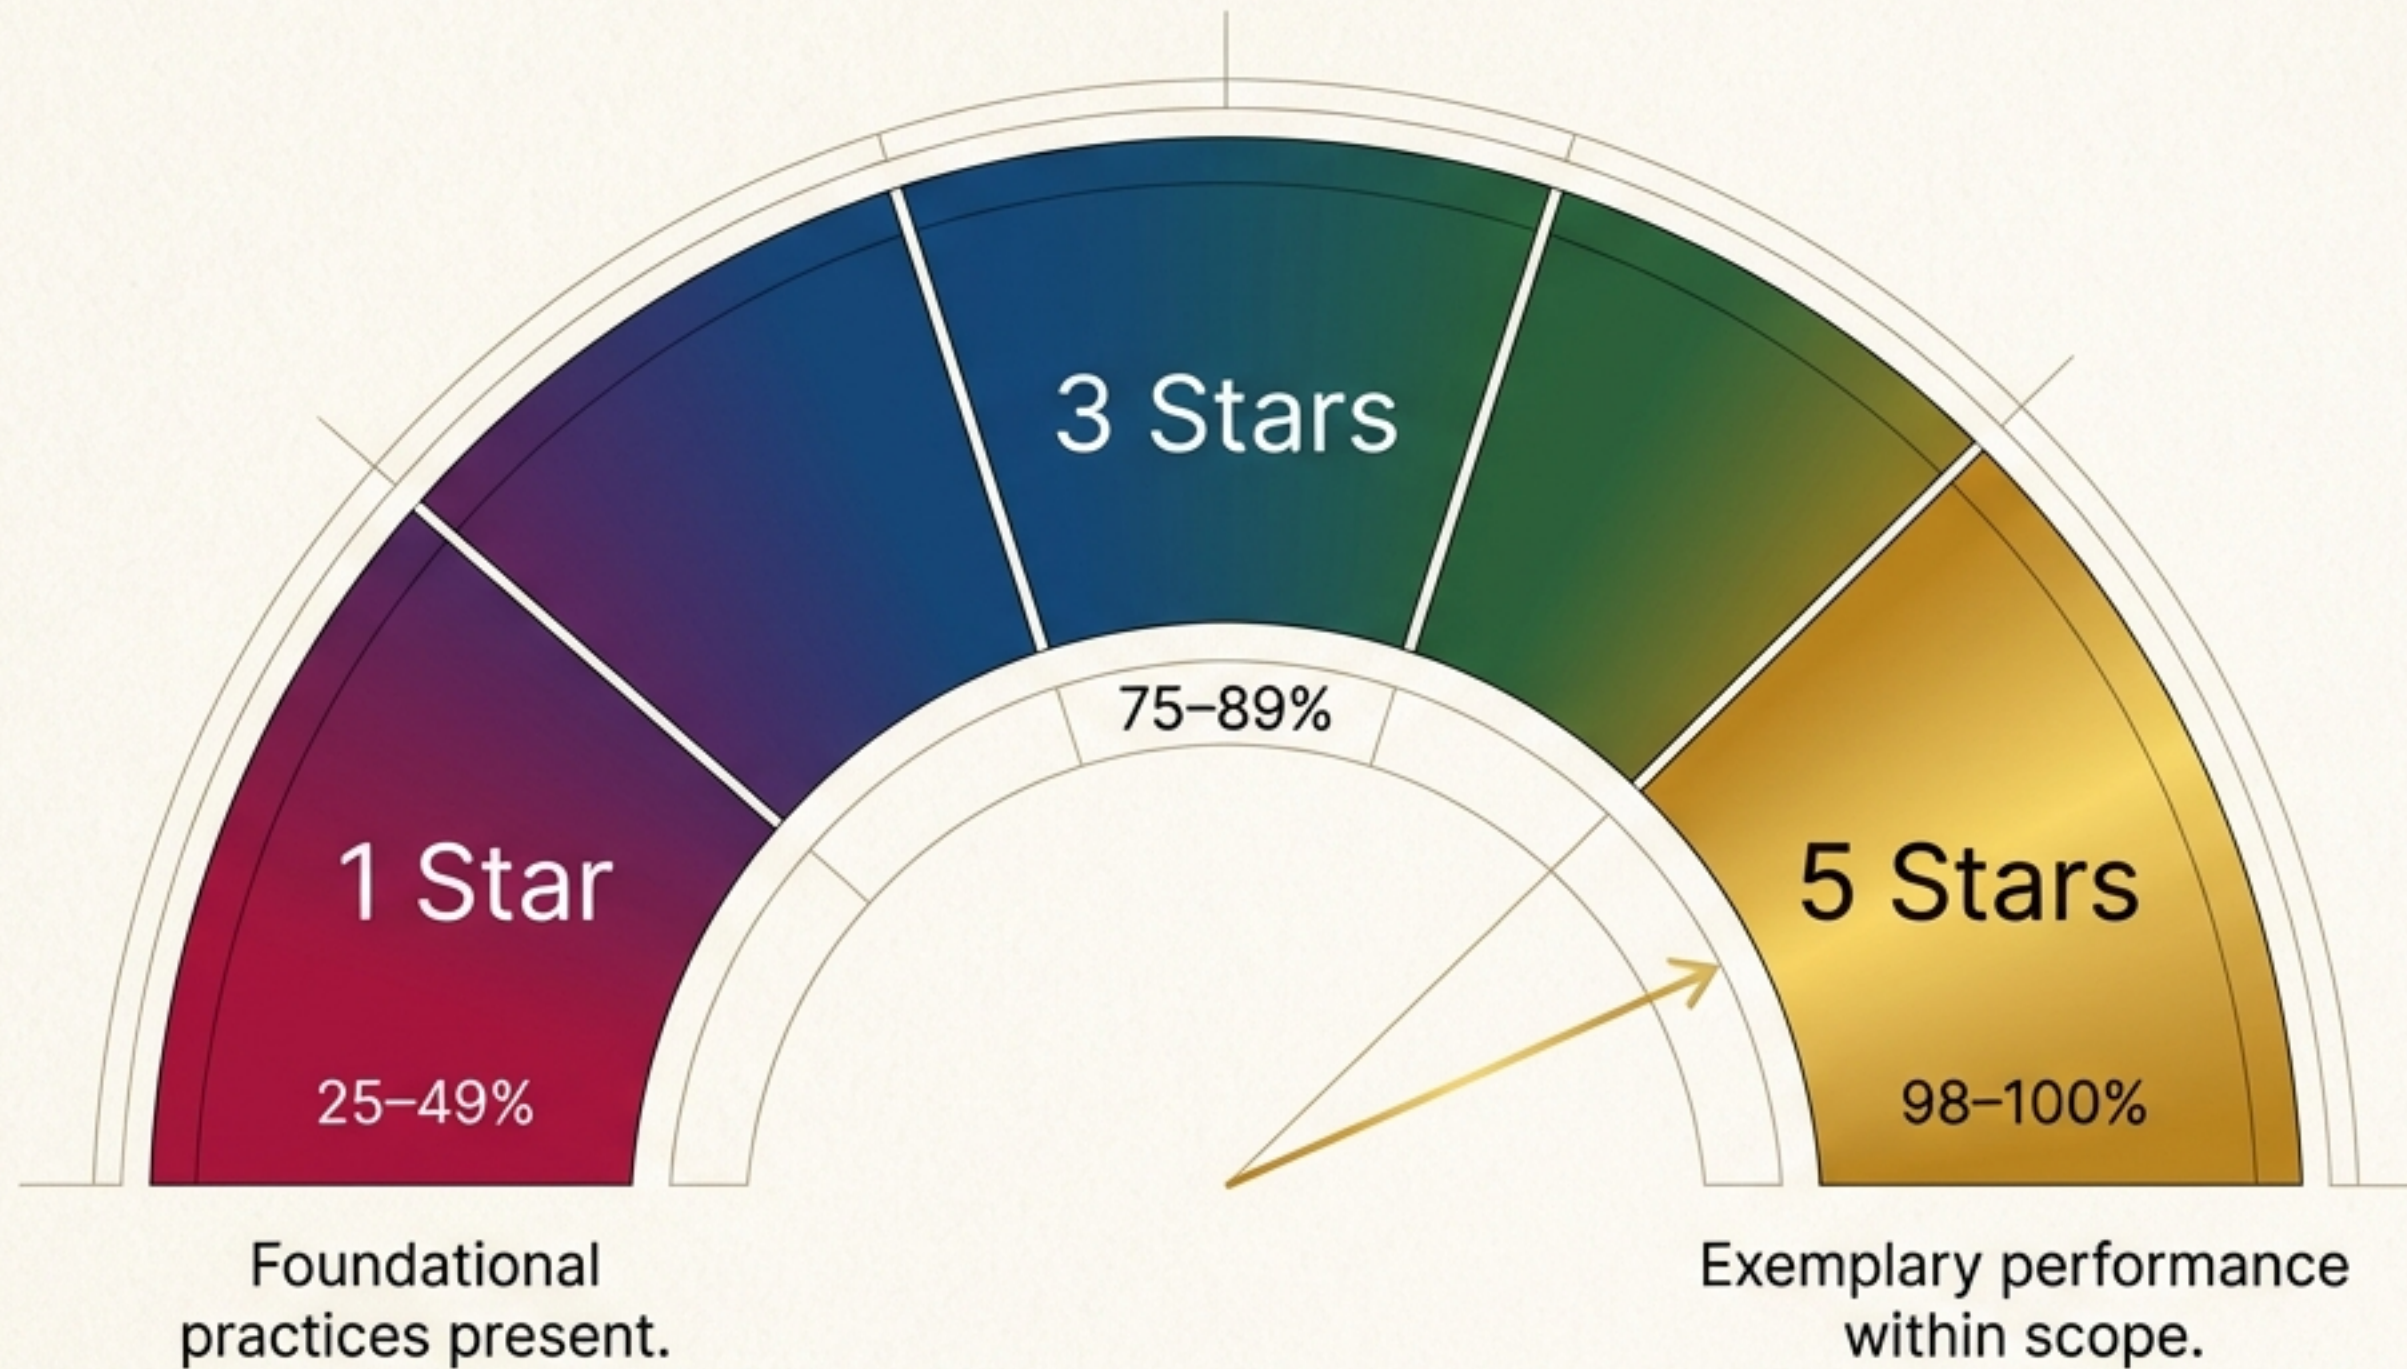 3 Stars
75–89%
1 Star
25–49%
5 Stars
98–100%
Foundational
practices present.
Exemplary performance
within scope.